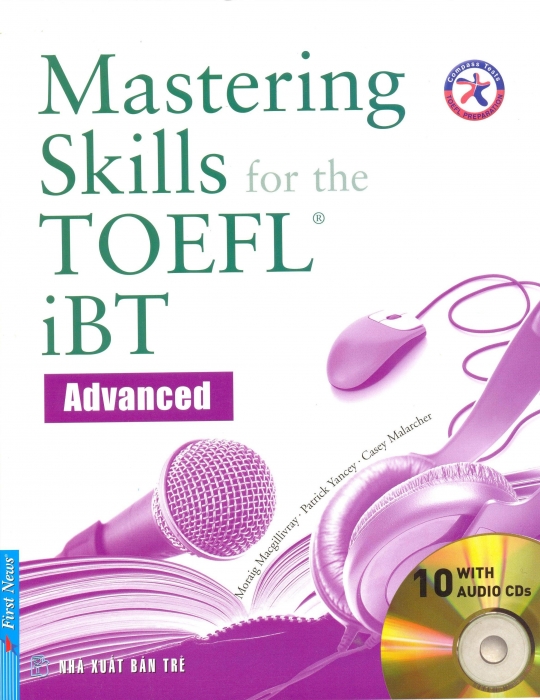 Mastering
Skills for the
TOEFL®
iBT
Advanced
Compass Tests
TOEFL PREPARATION
Moraig Macgillivray · Patrick Yancey · Casey Malarcher
10 WITH
AUDIO CDs
First News®
NHÀ XUẤT BẢN TRẺ